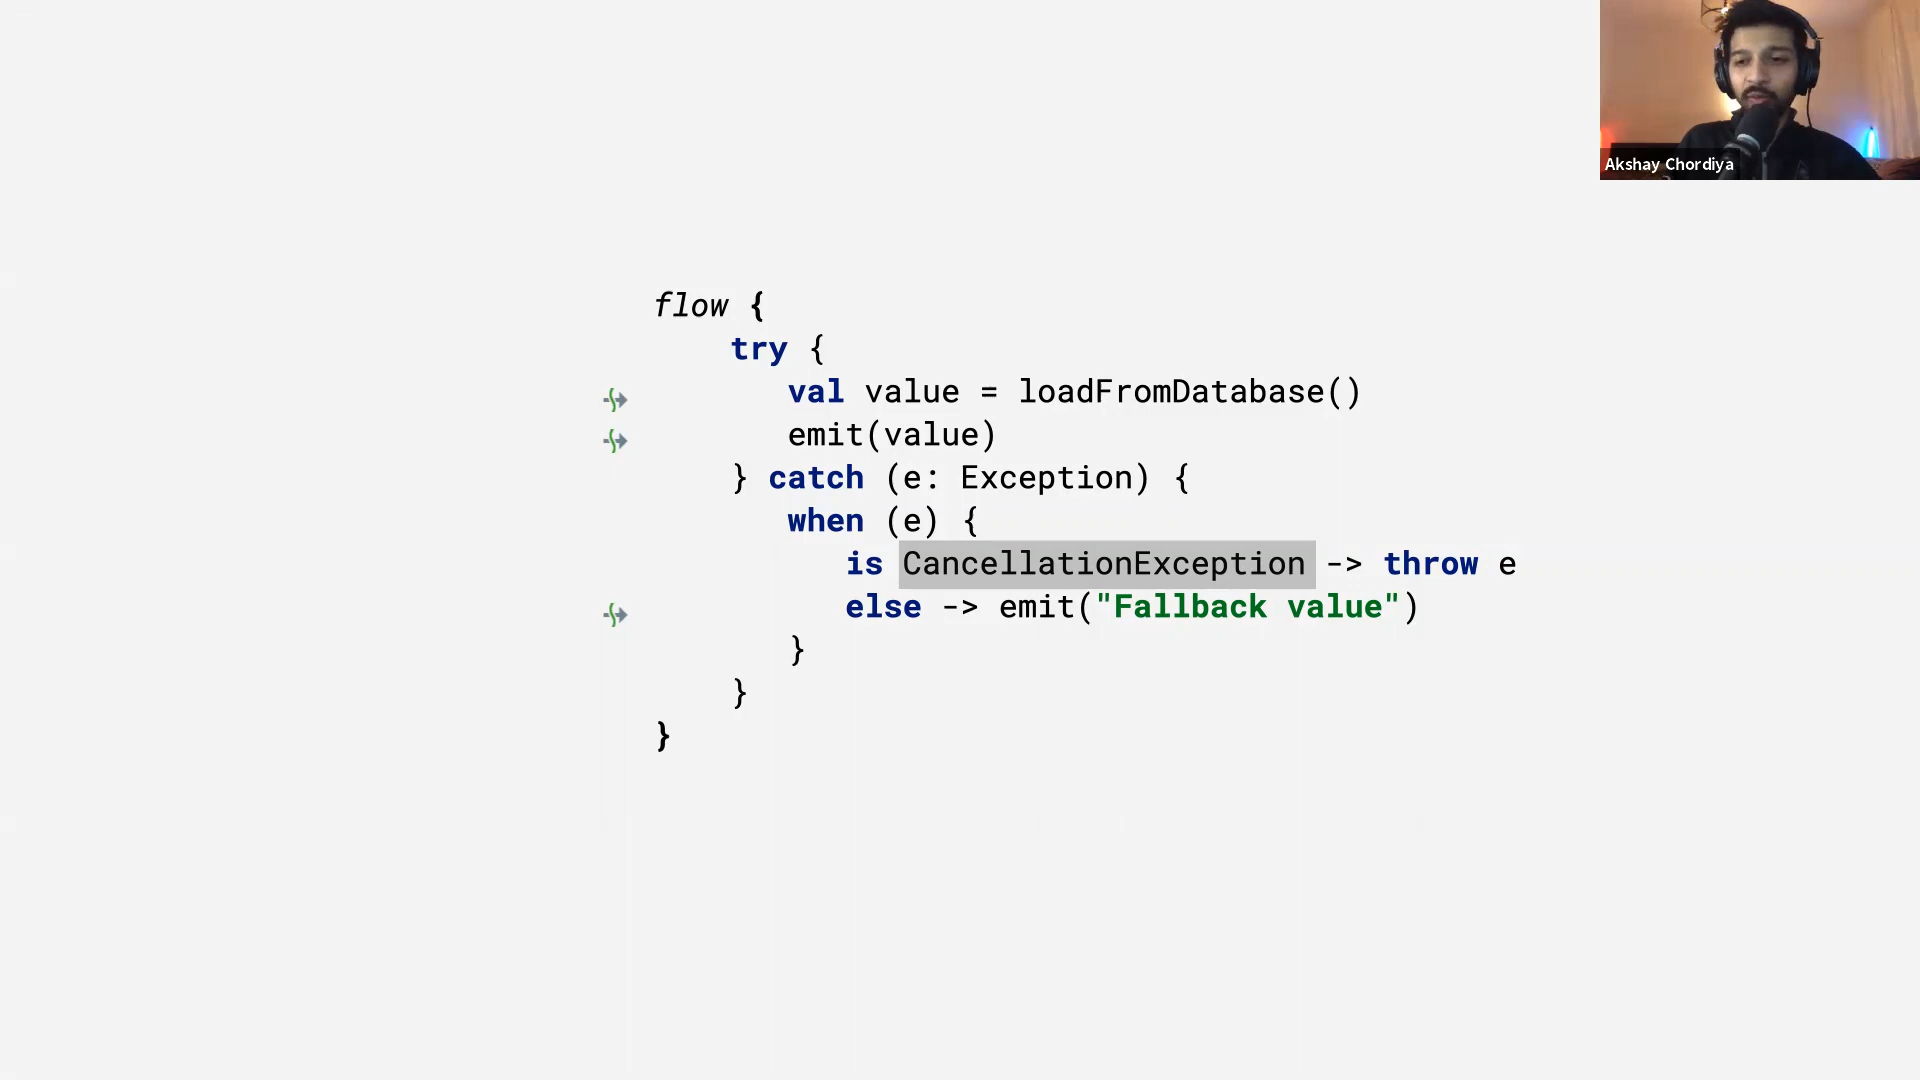 Akshay Chordiya
flow {
try {
val value = loadFromDatabase()
emit(value)
} catch (e: Exception) {
when (e) {
is CancellationException -> throw e
else -> emit("Fallback value")
}
}
}